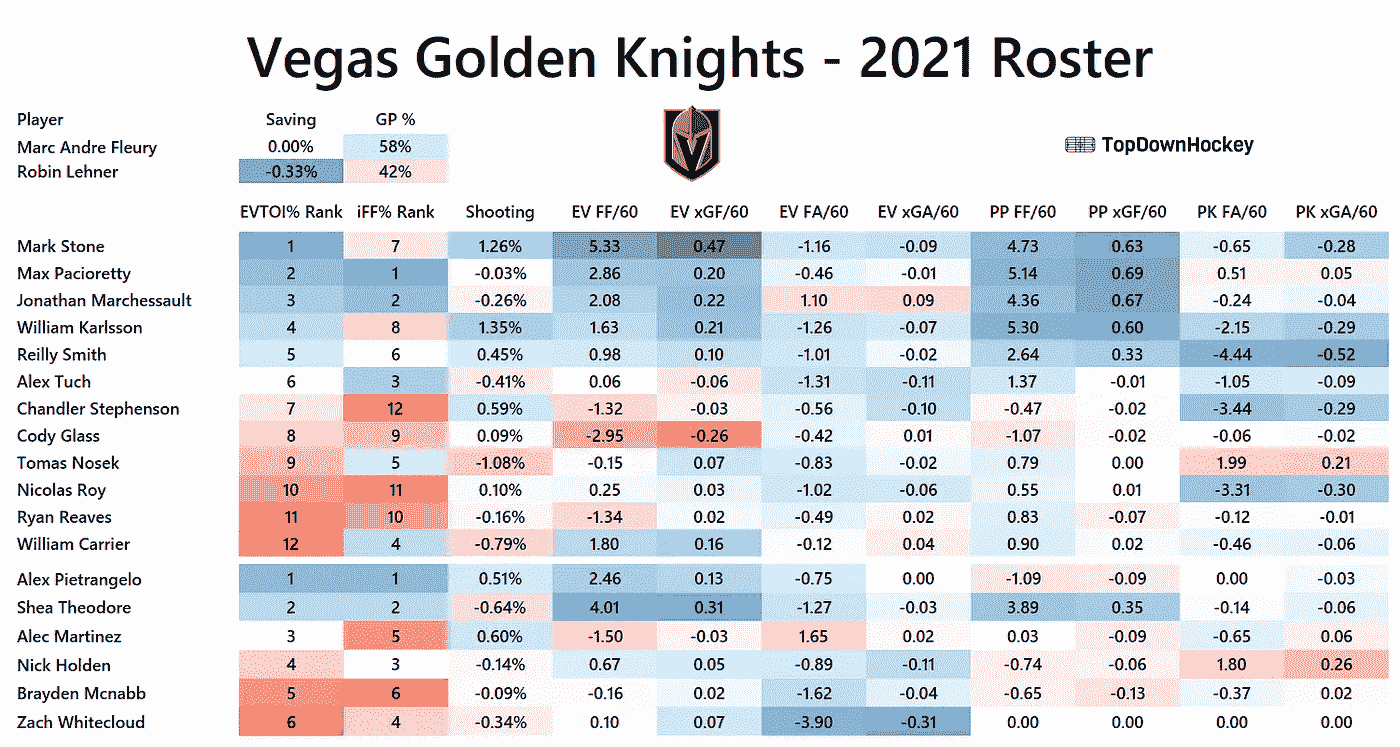 Vegas Golden Knights - 2021 Roster
Player Saving GP %
Marc Andre Fleury 0.00% 58%
Robin Lehner -0.33% 42%
TopDownHockey
EVTOI% Rank iFF% Rank Shooting EV FF/60 EV xGF/60 EV FA/60 EV xGA/60 PP FF/60 PP xGF/60 PK FA/60 PK xGA/60
Mark Stone 1 7 1.26% 5.33 0.47 -1.16 -0.09 4.73 0.63 -0.65 -0.28
Max Pacioretty 2 1 -0.03% 2.86 0.20 -0.46 -0.01 5.14 0.69 0.51 0.05
Jonathan Marchessault 3 2 -0.26% 2.08 0.22 1.10 0.09 4.36 0.67 -0.24 -0.04
William Karlsson 4 8 1.35% 1.63 0.21 -1.26 -0.07 5.30 0.60 -2.15 -0.29
Reilly Smith 5 6 0.45% 0.98 0.10 -1.01 -0.02 2.64 0.33 -4.44 -0.52
Alex Tuch 6 3 -0.41% 0.06 -0.06 -1.31 -0.11 1.37 -0.01 -1.05 -0.09
Chandler Stephenson 7 12 0.59% -1.32 -0.03 -0.56 -0.10 -0.47 -0.02 -3.44 -0.29
Cody Glass 8 9 0.09% -2.95 -0.26 -0.42 0.01 -1.07 -0.02 -0.06 -0.02
Tomas Nosek 9 5 -1.08% -0.15 0.07 -0.83 -0.02 0.79 0.00 1.99 0.21
Nicolas Roy 10 11 0.10% 0.25 0.03 -1.02 -0.06 0.55 0.01 -3.31 -0.30
Ryan Reaves 11 10 -0.16% -1.34 0.02 -0.49 0.02 0.83 -0.07 -0.12 -0.01
William Carrier 12 4 -0.79% 1.80 0.16 -0.12 0.04 0.90 0.02 -0.46 -0.06
Alex Pietrangelo 1 1 0.51% 2.46 0.13 -0.75 0.00 -1.09 -0.09 0.00 -0.03
Shea Theodore 2 2 -0.64% 4.01 0.31 -1.27 -0.03 3.89 0.35 -0.14 -0.06
Alec Martinez 3 5 0.60% -1.50 -0.03 1.65 0.02 0.03 -0.09 -0.65 0.06
Nick Holden 4 3 -0.14% 0.67 0.05 -0.89 -0.11 -0.74 -0.06 1.80 0.26
Brayden Mcnabb 5 6 -0.09% -0.16 0.02 -1.62 -0.04 -0.65 -0.13 -0.37 0.02
Zach Whitecloud 6 4 -0.34% 0.10 0.07 -3.90 -0.31 0.00 0.00 0.00 0.00